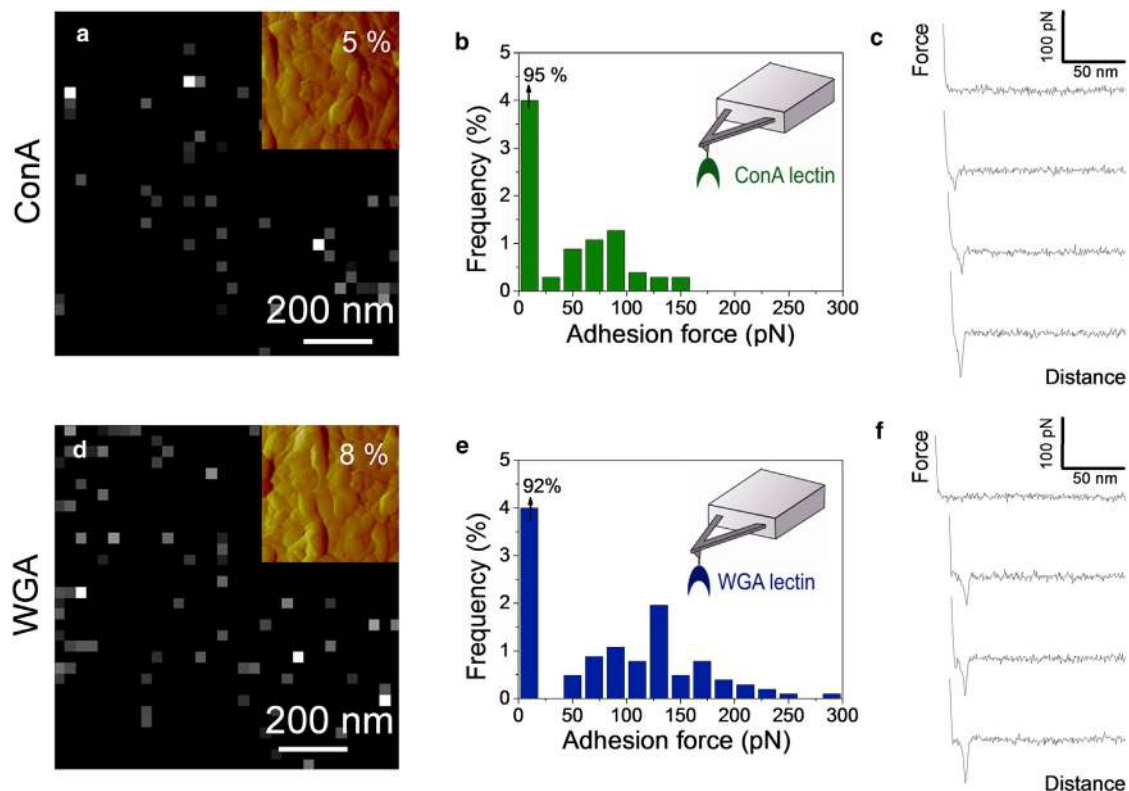 ConA
a
5 %
200 nm
b
95 %
Frequency (%)
5
4
3
2
1
0
ConA lectin
0 50 100 150 200 250 300
Adhesion force (pN)
c
Force
100 pN
50 nm
Distance
WGA
d
8 %
200 nm
e
92%
Frequency (%)
5
4
3
2
1
0
WGA lectin
0 50 100 150 200 250 300
Adhesion force (pN)
f
Force
100 pN
50 nm
Distance